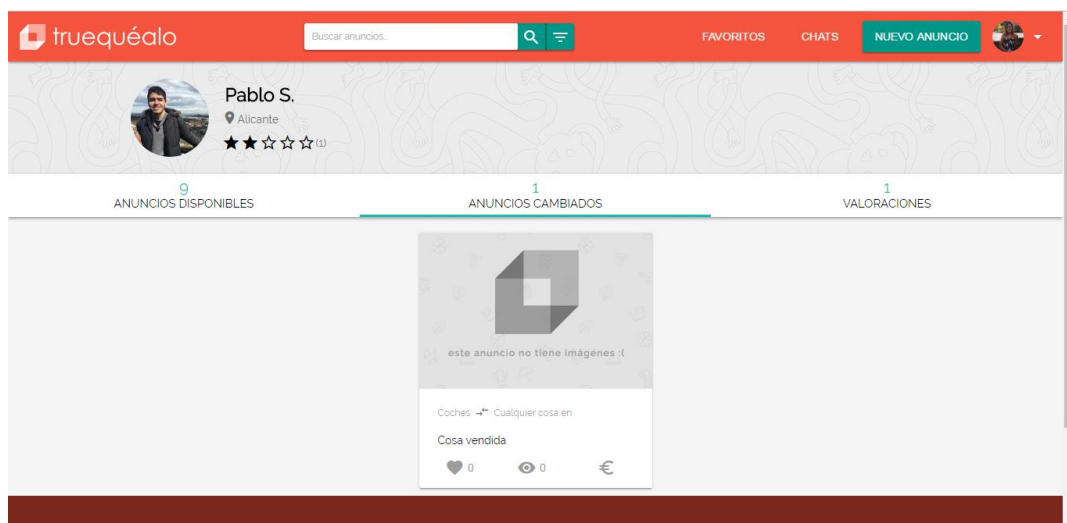 truequéalo
Buscar anuncios..
FAVORITOS
CHATS
NUEVO ANUNCIO
Pablo S.
Alicante
(1)
9
ANUNCIOS DISPONIBLES
1
ANUNCIOS CAMBIADOS
1
VALORACIONES
este anuncio no tiene imágenes :(
Coches Cualquier cosa en
Cosa vendida
0
0
€